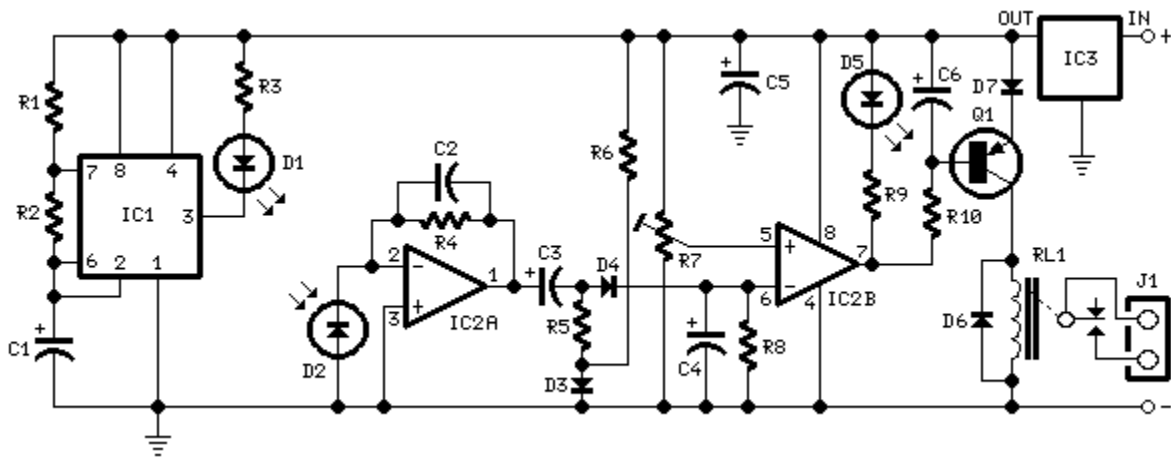 OUT
IN
+
IC3
R1
R3
D5
C6
D7
C5
Q1
7
8
4
D1
C2
R6
R2
IC1
3
R9
R10
6
2
1
R4
5
+
8
R7
7
RL1
J1
2
−
1
C3
D4
IC2A
+
3
6
−
4
IC2B
C1
D2
R5
D3
C4
R8
D6
−